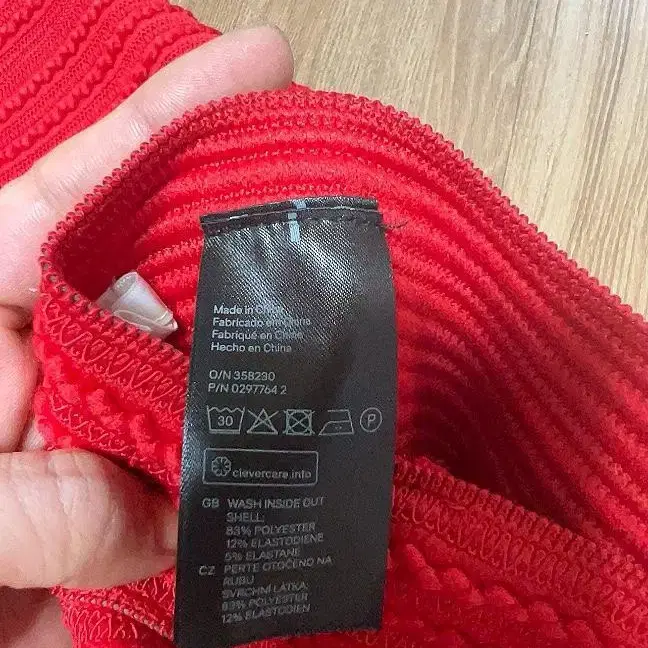 Made in China
Fabricado em China
Fabriqué en China
Hecho en China
O/N 358230
P/N 0297764 2
30
P
clevercare.info
GB WASH INSIDE OUT
SHELL:
83% POLYESTER
12% ELASTODIENE
5% ELASTANE
CZ PERTE OTOČENO NA
RUBU
SVRCHNÍ LÁTKA:
83% POLYESTER
12% ELASTODIEN